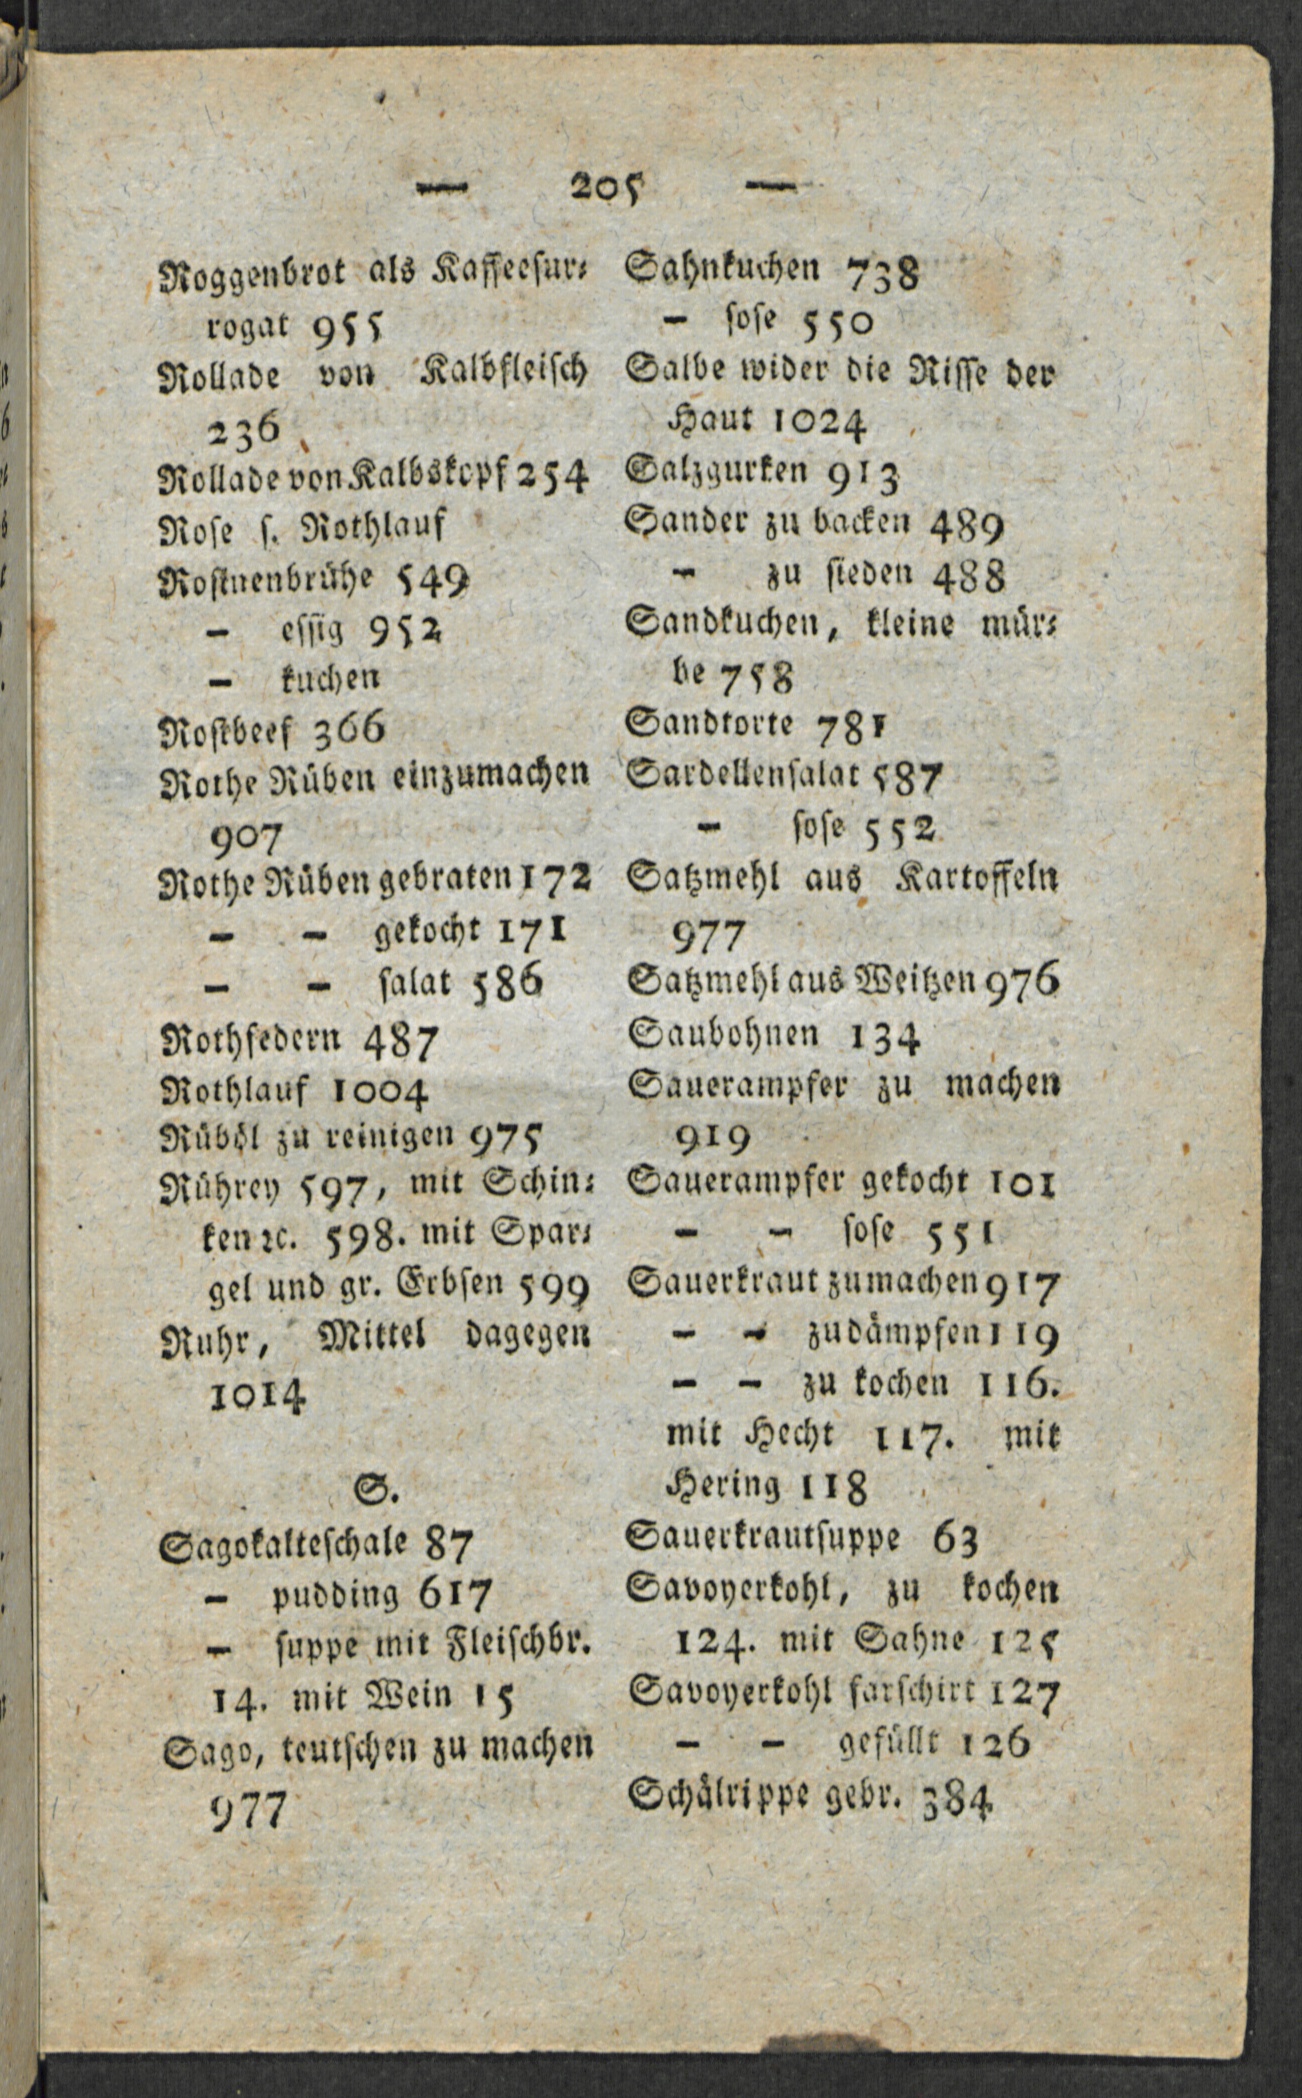 — 205 —
Roggenbrot als Kaffeesur⸗
rogat 955
Rollade von Kalbfleisch
236
Rollade von Kalbskopf 254
Rose s. Rothlauf
Rosinenbrühe 549
– essig 952
– kuchen
Rostbeef 366
Rothe Rüben einzumachen
907
Rothe Rüben gebraten 172
– – gekocht 171
– – salat 586
Rothfedern 487
Rothlauf 1004
Rüböl zu reinigen 975
Rührey 597, mit Schin⸗
ken ꝛc. 598. mit Spar⸗
gel und gr. Erbsen 599
Ruhr, Mittel dagegen
1014
S.
Sagokalteschale 87
– pudding 617
– suppe mit Fleischbr.
14. mit Wein 15
Sago, teutschen zu machen
977
Sahnkuchen 738
– sose 550
Salbe wider die Risse der
Haut 1024
Salzgurken 913
Sander zu backen 489
– zu sieden 488
Sandkuchen, kleine mür⸗
be 758
Sandtorte 781
Sardellensalat 587
– sose 552
Satzmehl aus Kartoffeln
977
Satzmehl aus Weitzen 976
Saubohnen 134
Sauerampfer zu machen
919
Sauerampfer gekocht 101
– – sose 551
Sauerkraut zu machen 917
– – zu dämpfen 119
– – zu kochen 116.
mit Hecht 117. mit
Hering 118
Sauerkrautsuppe 63
Savoyerkohl, zu kochen
124. mit Sahne 125
Savoyerkohl farschirt 127
– – gefüllt 126
Schälrippe gebr. 384